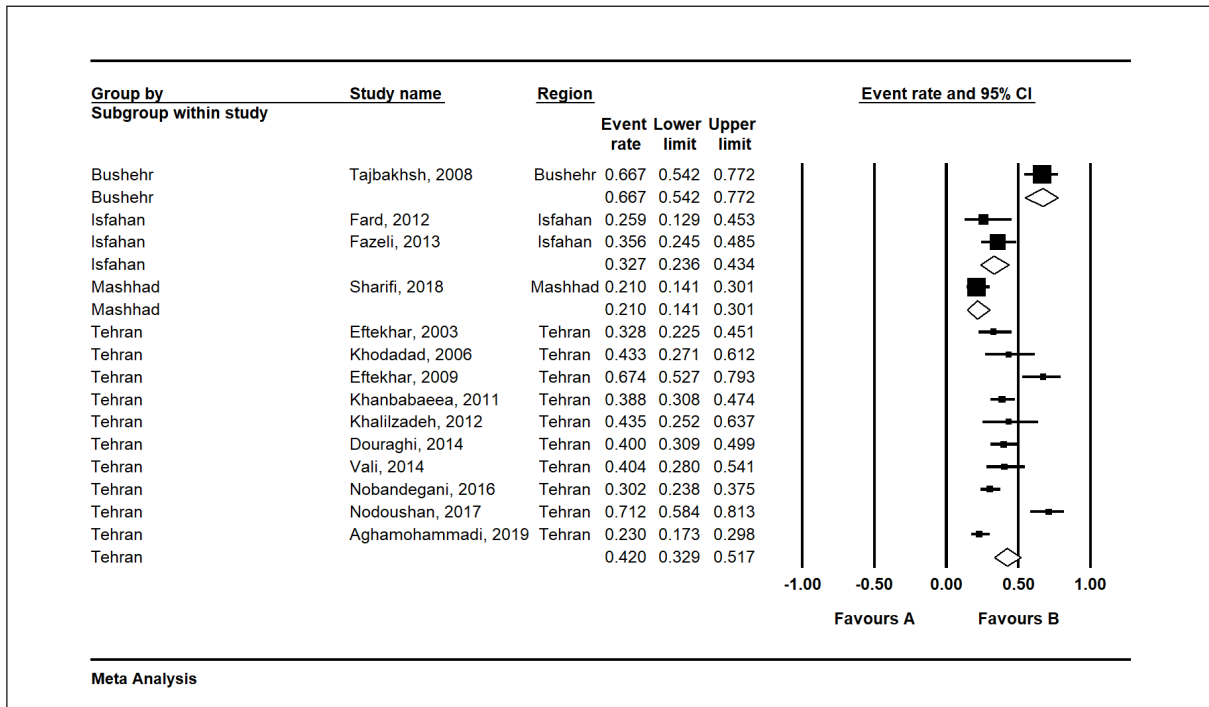 Group by Study name Region Event rate and 95% CI
Subgroup within study
Event Lower Upper
rate limit limit
Bushehr Tajbakhsh, 2008 Bushehr 0.667 0.542 0.772
Bushehr 0.667 0.542 0.772
Isfahan Fard, 2012 Isfahan 0.259 0.129 0.453
Isfahan Fazeli, 2013 Isfahan 0.356 0.245 0.485
Isfahan 0.327 0.236 0.434
Mashhad Sharifi, 2018 Mashhad 0.210 0.141 0.301
Mashhad 0.210 0.141 0.301
Tehran Eftekhar, 2003 Tehran 0.328 0.225 0.451
Tehran Khodadad, 2006 Tehran 0.433 0.271 0.612
Tehran Eftekhar, 2009 Tehran 0.674 0.527 0.793
Tehran Khanbabaeea, 2011 Tehran 0.388 0.308 0.474
Tehran Khalilzadeh, 2012 Tehran 0.435 0.252 0.637
Tehran Douraghi, 2014 Tehran 0.400 0.309 0.499
Tehran Vali, 2014 Tehran 0.404 0.280 0.541
Tehran Nobandegani, 2016 Tehran 0.302 0.238 0.375
Tehran Nodoushan, 2017 Tehran 0.712 0.584 0.813
Tehran Aghamohammadi, 2019 Tehran 0.230 0.173 0.298
Tehran 0.420 0.329 0.517
-1.00 -0.50 0.00 0.50 1.00
Favours A Favours B
Meta Analysis